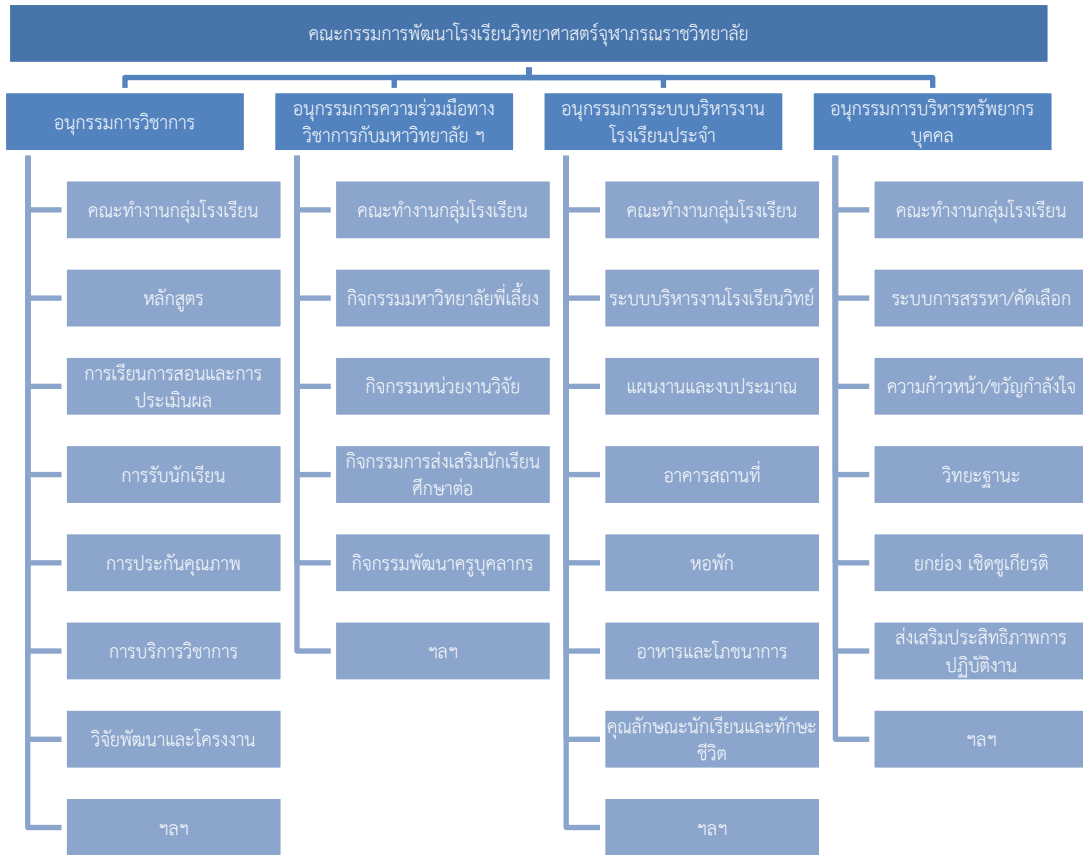 คณะกรรมการพัฒนาโรงเรียนวิทยาศาสตร์จุฬาภรณราชวิทยาลัย
อนุกรรมการวิชาการ
คณะทำงานกลุ่มโรงเรียน
หลักสูตร
การเรียนการสอนและการ
ประเมินผล
การรับนักเรียน
การประกันคุณภาพ
การบริการวิชาการ
วิจัยพัฒนาและโครงงาน
ฯลฯ
อนุกรรมการความร่วมมือทาง
วิชาการกับมหาวิทยาลัย ฯ
คณะทำงานกลุ่มโรงเรียน
กิจกรรมมหาวิทยาลัยพี่เลี้ยง
กิจกรรมหน่วยงานวิจัย
กิจกรรมการส่งเสริมนักเรียน
ศึกษาต่อ
กิจกรรมพัฒนาครูบุคลากร
ฯลฯ
อนุกรรมการระบบบริหารงาน
โรงเรียนประจำ
คณะทำงานกลุ่มโรงเรียน
ระบบบริหารงานโรงเรียนวิทย์
แผนงานและงบประมาณ
อาคารสถานที่
หอพัก
อาหารและโภชนาการ
คุณลักษณะนักเรียนและทักษะ
ชีวิต
ฯลฯ
อนุกรรมการบริหารทรัพยากร
บุคคล
คณะทำงานกลุ่มโรงเรียน
ระบบการสรรหา/คัดเลือก
ความก้าวหน้า/ขวัญกำลังใจ
วิทยะฐานะ
ยกย่อง เชิดชูเกียรติ
ส่งเสริมประสิทธิภาพการ
ปฏิบัติงาน
ฯลฯ